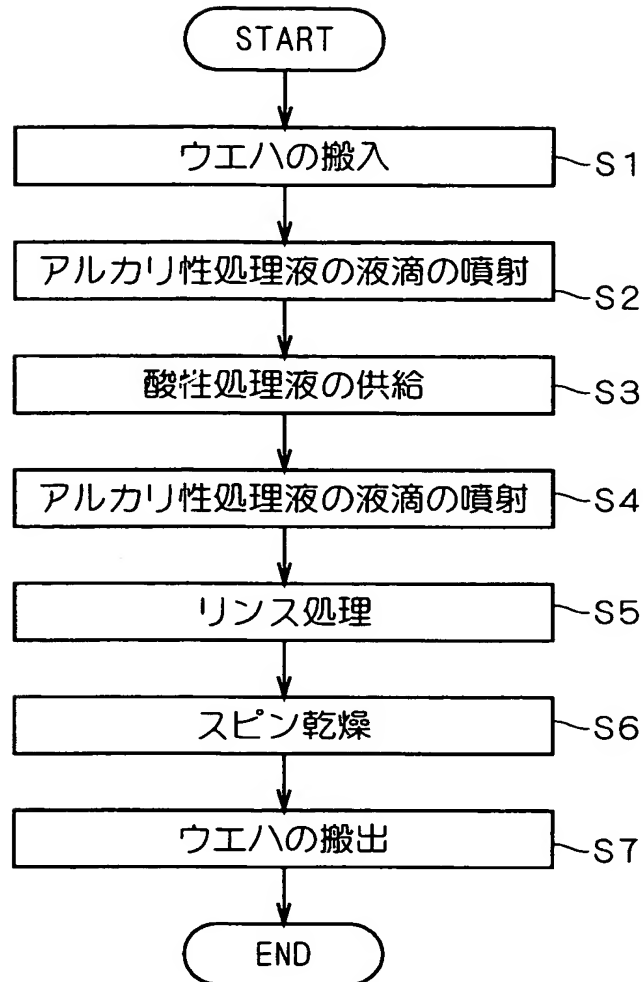 START
ウエハの搬入
S1
アルカリ性処理液の液滴の噴射
S2
酸性処理液の供給
S3
アルカリ性処理液の液滴の噴射
S4
リンス処理
S5
スピン乾燥
S6
ウエハの搬出
S7
END